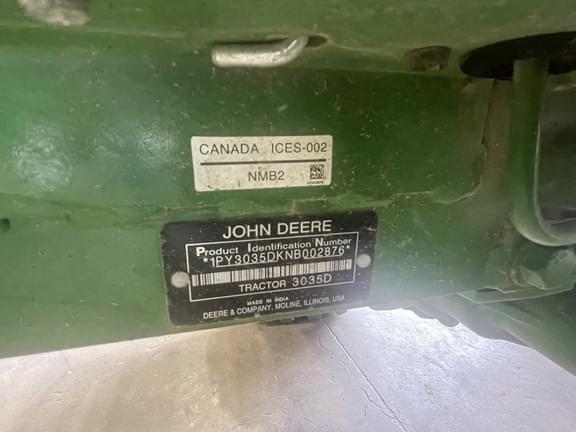 CANADA ICES-002
NMB2
JOHN DEERE
Product Identification Number
*1PY3035DKNB002876*
TRACTOR 3035D
MADE IN INDIA
DEERE & COMPANY, MOLINE, ILLINOIS, USA